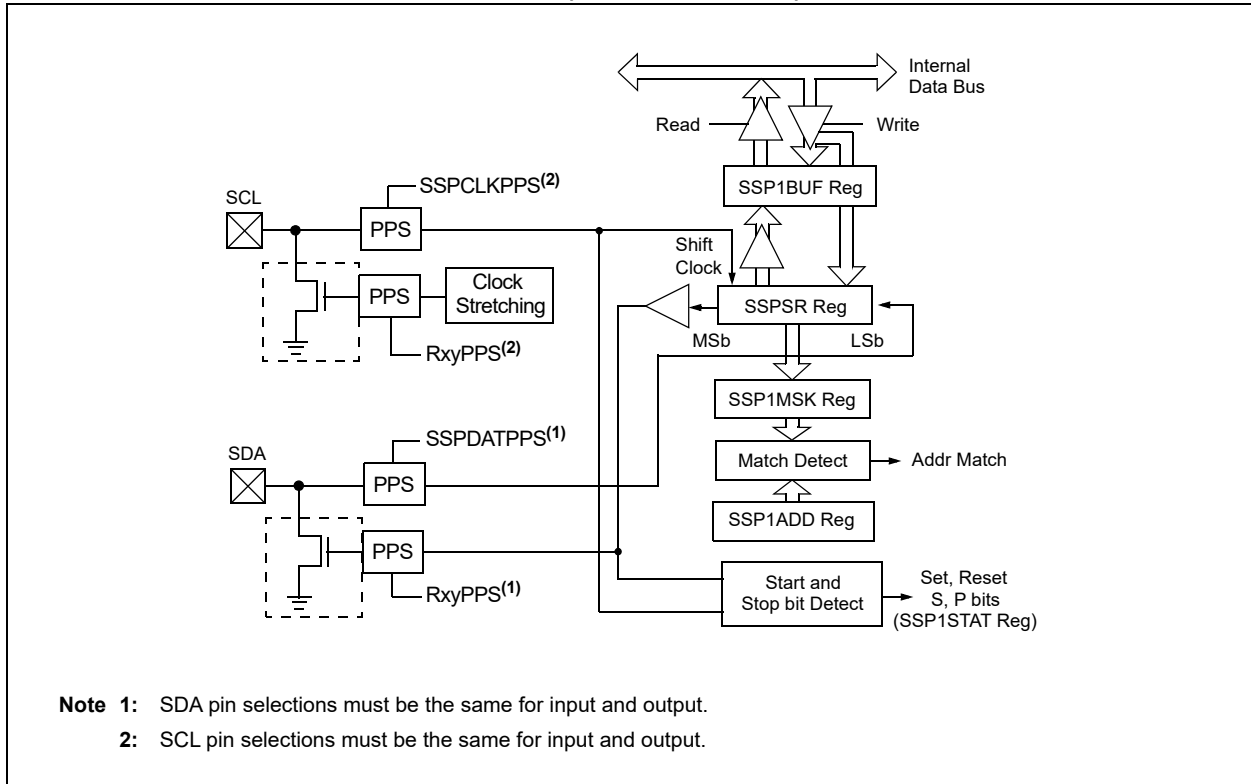 Internal
Data Bus
Read
Write
SSP1BUF Reg
SSPCLKPPS(2)
SCL
PPS
Shift
Clock
PPS
Clock
Stretching
SSPSR Reg
MSb
LSb
RxyPPS(2)
SSP1MSK Reg
SSPDATPPS(1)
SDA
Match Detect
Addr Match
PPS
SSP1ADD Reg
PPS
Start and
Stop bit Detect
Set, Reset
S, P bits
(SSP1STAT Reg)
RxyPPS(1)
Note 1: SDA pin selections must be the same for input and output.
2: SCL pin selections must be the same for input and output.